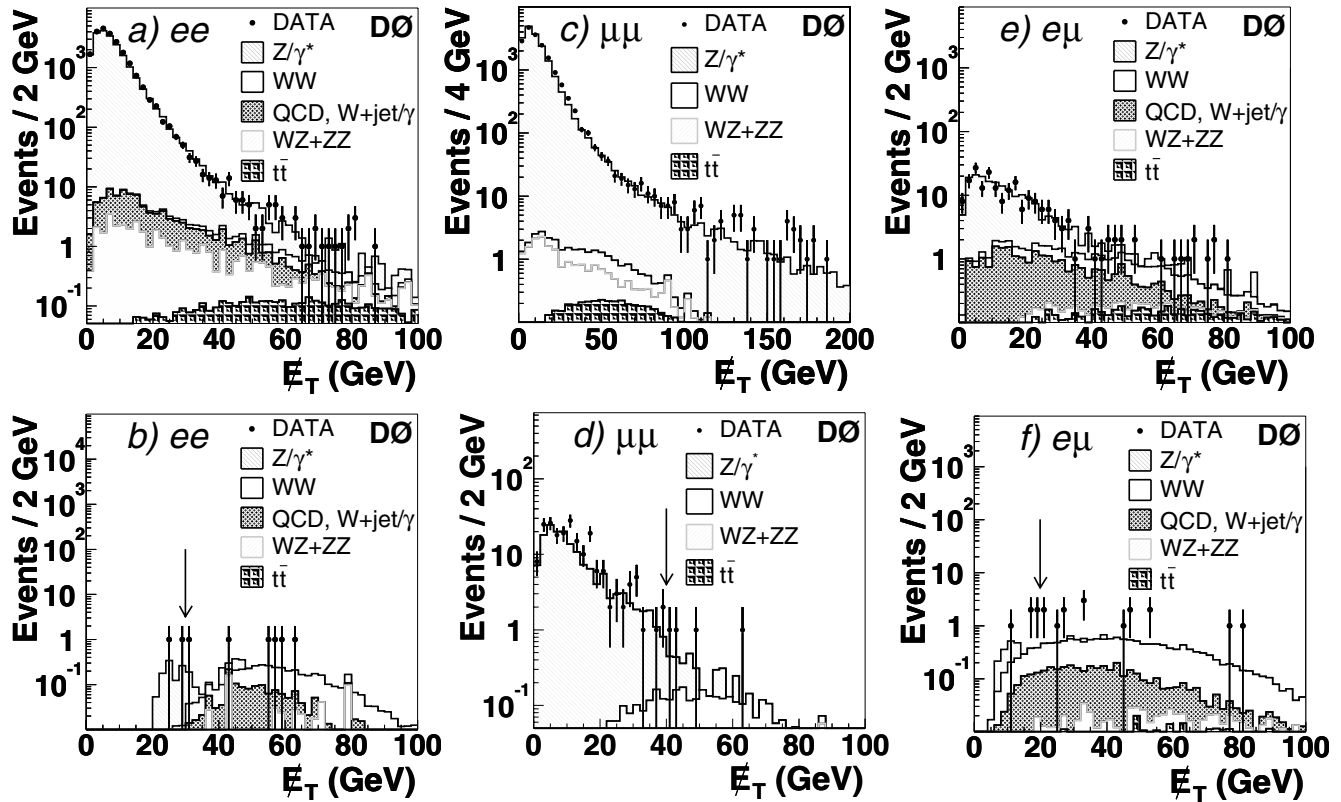 a) ee
DØ
DATA
Z/γ*
WW
QCD, W+jet/γ
WZ+ZZ
tt̄
Events / 2 GeV
10³
10²
10
1
10⁻¹
0 20 40 60 80 100
E̸_T (GeV)
c) μμ
DØ
DATA
Z/γ*
WW
WZ+ZZ
tt̄
Events / 4 GeV
10³
10²
10
1
0 50 100 150 200
E̸_T (GeV)
e) eμ
DØ
DATA
Z/γ*
WW
QCD, W+jet/γ
WZ+ZZ
tt̄
Events / 2 GeV
10³
10²
10
1
0 20 40 60 80 100
E̸_T (GeV)
b) ee
DØ
DATA
Z/γ*
WW
QCD, W+jet/γ
WZ+ZZ
tt̄
Events / 2 GeV
10⁴
10³
10²
10
1
10⁻¹
0 20 40 60 80 100
E̸_T (GeV)
d) μμ
DØ
DATA
Z/γ*
WW
WZ+ZZ
tt̄
Events / 2 GeV
10²
10
1
10⁻¹
0 20 40 60 80 100
E̸_T (GeV)
f) eμ
DØ
DATA
Z/γ*
WW
QCD, W+jet/γ
WZ+ZZ
tt̄
Events / 2 GeV
10³
10²
10
1
10⁻¹
0 20 40 60 80 100
E̸_T (GeV)